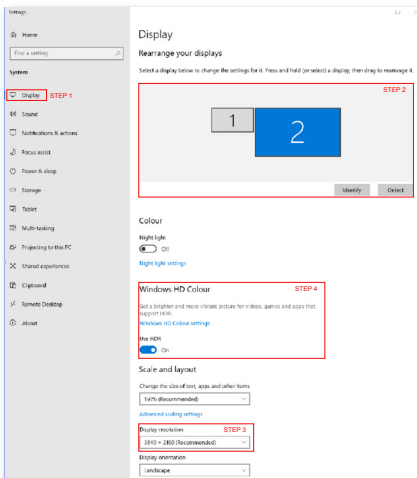 Settings
Home
Find a setting
System
Display STEP 1
Sound
Notifications & actions
Focus assist
Power & sleep
Storage
Tablet
Multi-tasking
Projecting to this PC
Shared experiences
Clipboard
Remote Desktop
About
Display
Rearrange your displays
Select a display below to change the settings for it. Press and hold (or select) a display, then drag to rearrange it.
STEP 2
1
2
Identify Detect
Colour
Night light
Off
Night light settings
Windows HD Colour STEP 4
Get a brighter and more vibrant picture for videos, games and apps that
support HDR.
Windows HD Colour settings
Use HDR
On
Scale and layout
Change the size of text, apps and other items
(Recommended)
Advanced scaling settings
Display resolution STEP 3
3840 × 2160 (Recommended)
Display orientation
Landscape